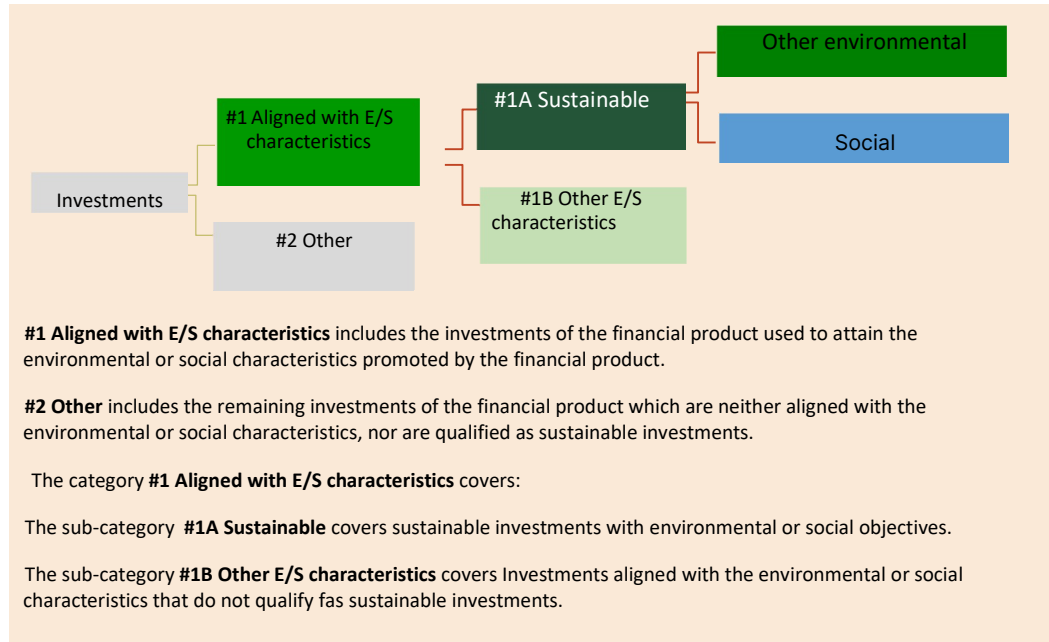 Other environmental
#1A Sustainable
#1 Aligned with E/S
characteristics
Social
Investments
#1B Other E/S
characteristics
#2 Other
#1 Aligned with E/S characteristics includes the investments of the financial product used to attain the
environmental or social characteristics promoted by the financial product.
#2 Other includes the remaining investments of the financial product which are neither aligned with the
environmental or social characteristics, nor are qualified as sustainable investments.
The category #1 Aligned with E/S characteristics covers:
The sub-category #1A Sustainable covers sustainable investments with environmental or social objectives.
The sub-category #1B Other E/S characteristics covers Investments aligned with the environmental or social
characteristics that do not qualify fas sustainable investments.